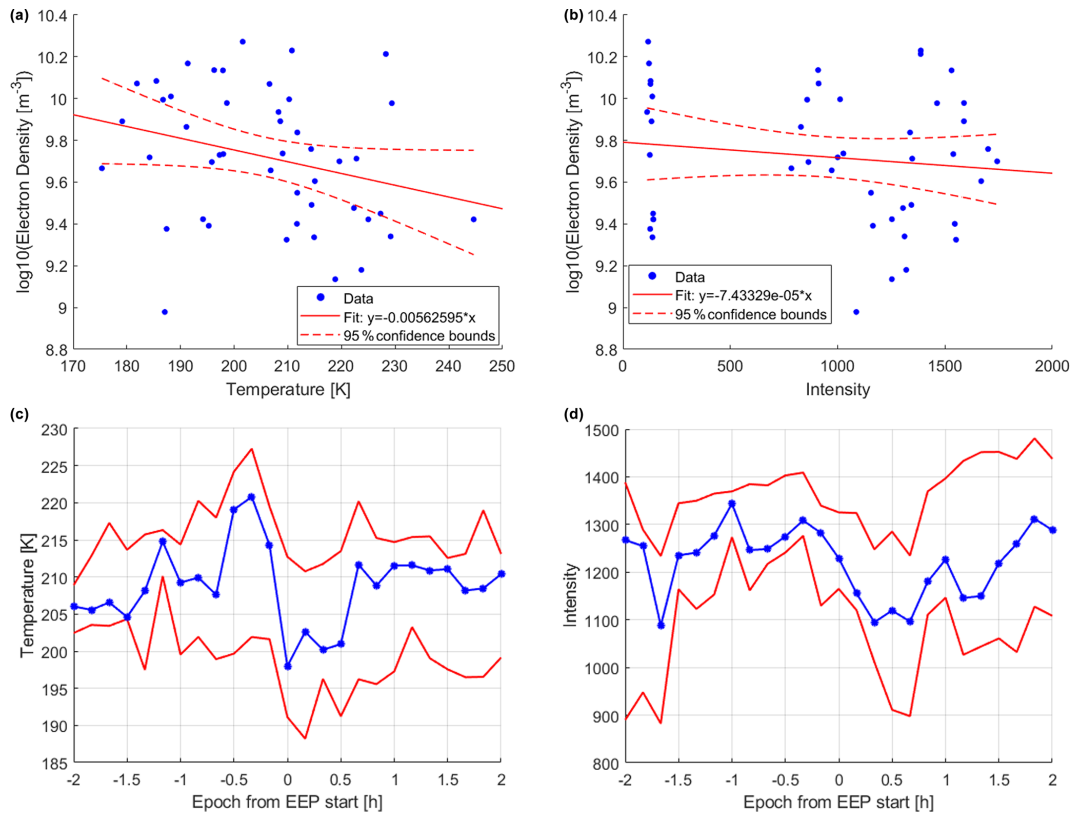 (a)
10.4
10.2
10
9.8
9.6
9.4
9.2
9
8.8
log10(Electron Density [m-3])
Data
Fit: y=-0.00562595*x
95 % confidence bounds
170 180 190 200 210 220 230 240 250
Temperature [K]
(b)
10.4
10.2
10
9.8
9.6
9.4
9.2
9
8.8
log10(Electron Density [m-3])
Data
Fit: y=-7.43329e-05*x
95 % confidence bounds
0 500 1000 1500 2000
Intensity
(c)
230
225
220
215
210
205
200
195
190
185
Temperature [K]
-2 -1.5 -1 -0.5 0 0.5 1 1.5 2
Epoch from EEP start [h]
(d)
1500
1400
1300
1200
1100
1000
900
800
Intensity
-2 -1.5 -1 -0.5 0 0.5 1 1.5 2
Epoch from EEP start [h]